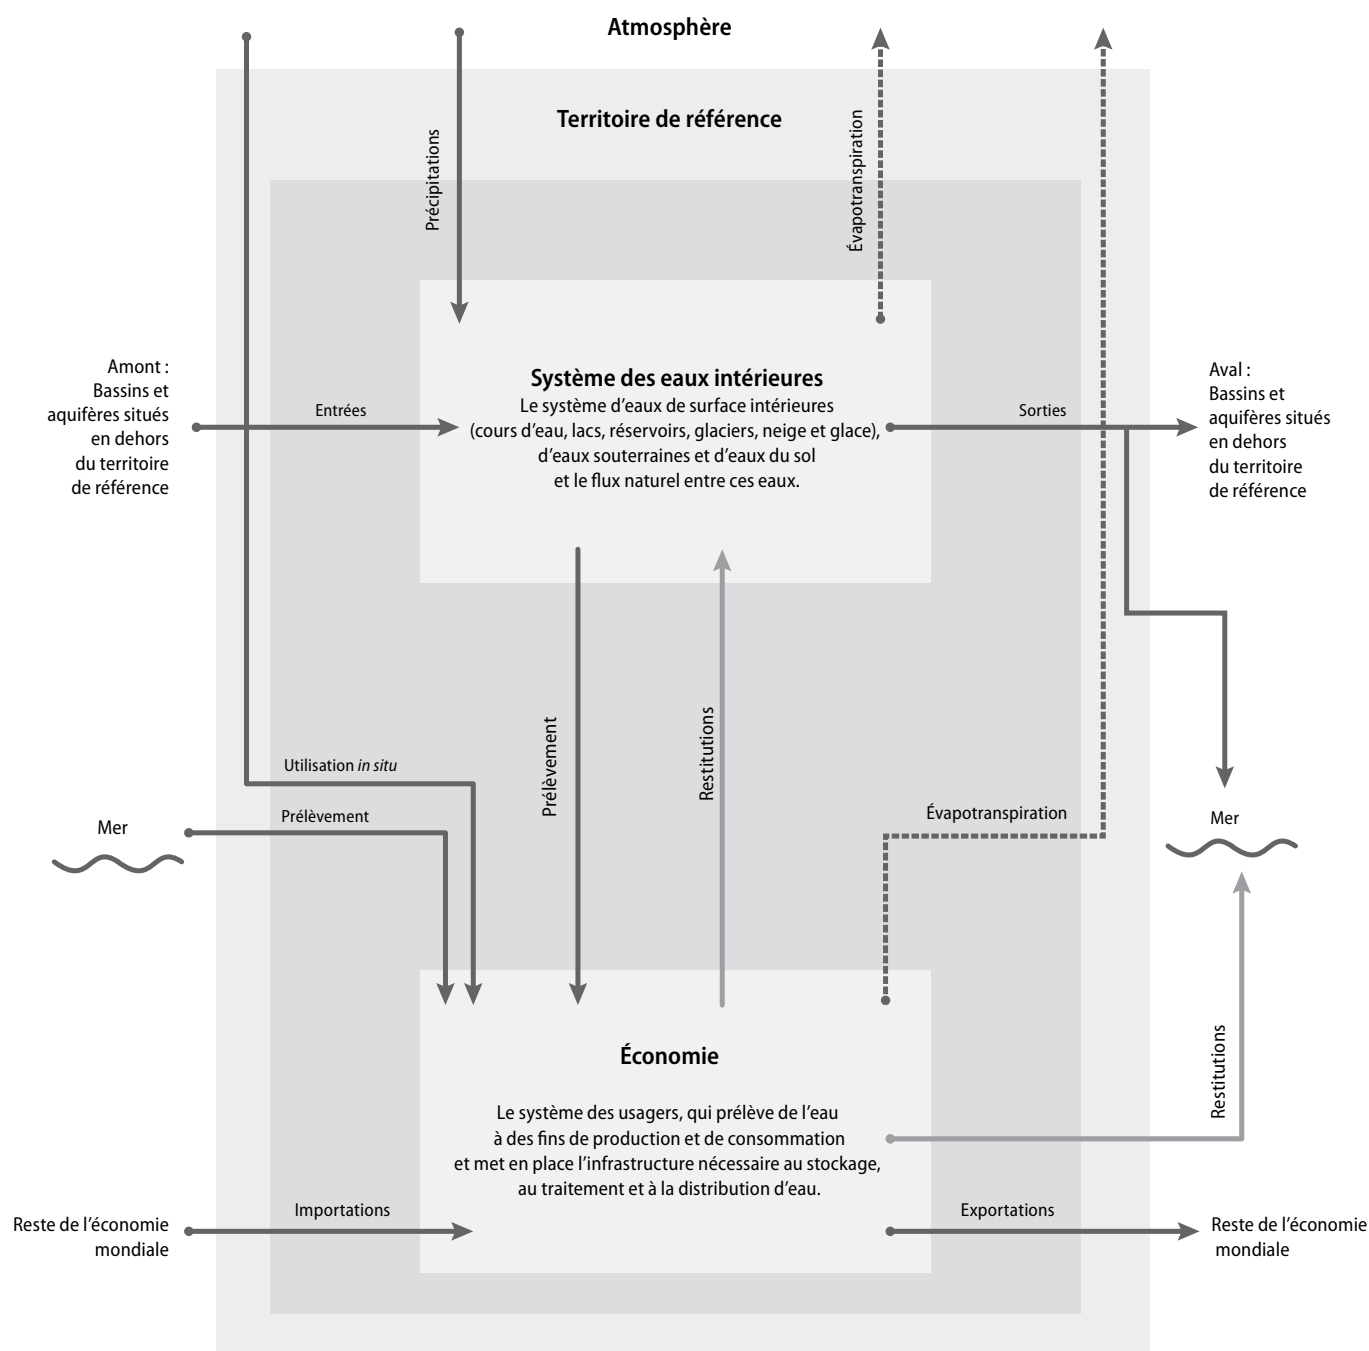 Atmosphère
Territoire de référence
Précipitations
Évapotranspiration
Amont :
Bassins et
aquifères situés
en dehors
du territoire
de référence
Entrées
Système des eaux intérieures
Le système d'eaux de surface intérieures
(cours d'eau, lacs, réservoirs, glaciers, neige et glace),
d'eaux souterraines et d'eaux du sol
et le flux naturel entre ces eaux.
Sorties
Aval :
Bassins et
aquifères situés
en dehors
du territoire
de référence
Prélèvement
Restitutions
Utilisation in situ
Mer
Prélèvement
Évapotranspiration
Mer
Économie
Le système des usagers, qui prélève de l'eau
à des fins de production et de consommation
et met en place l'infrastructure nécessaire au stockage,
au traitement et à la distribution d'eau.
Restitutions
Reste de l'économie
mondiale
Importations
Exportations
Reste de l'économie
mondiale